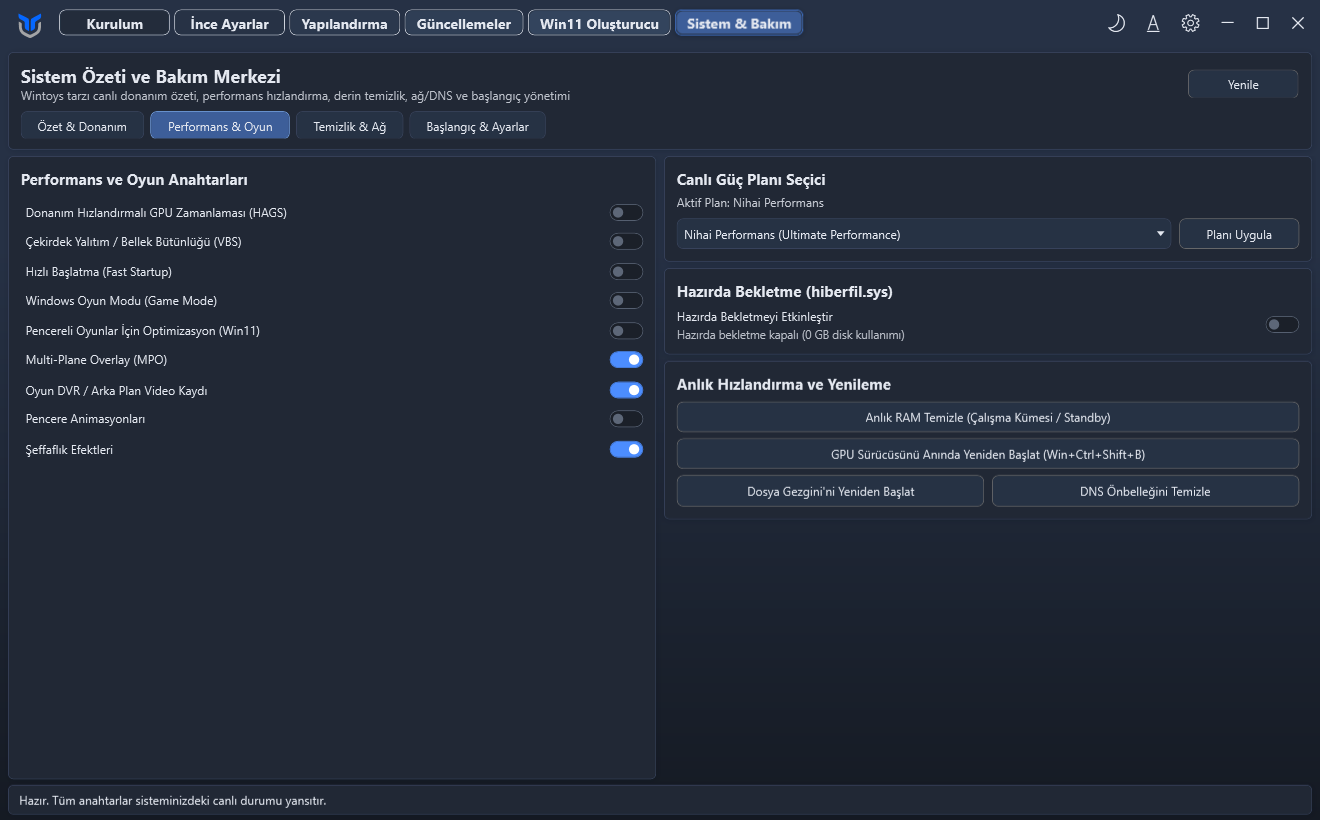 Kurulum
İnce Ayarlar
Yapılandırma
Güncellemeler
Win11 Oluşturucu
Sistem & Bakım
Sistem Özeti ve Bakım Merkezi
Wintoys tarzı canlı donanım özeti, performans hızlandırma, derin temizlik, ağ/DNS ve başlangıç yönetimi
Yenile
Özet & Donanım
Performans & Oyun
Temizlik & Ağ
Başlangıç & Ayarlar
Performans ve Oyun Anahtarları
Donanım Hızlandırmalı GPU Zamanlaması (HAGS)
Çekirdek Yalıtım / Bellek Bütünlüğü (VBS)
Hızlı Başlatma (Fast Startup)
Windows Oyun Modu (Game Mode)
Pencereli Oyunlar İçin Optimizasyon (Win11)
Multi-Plane Overlay (MPO)
Oyun DVR / Arka Plan Video Kaydı
Pencere Animasyonları
Şeffaflık Efektleri
Canlı Güç Planı Seçici
Aktif Plan: Nihai Performans
Nihai Performans (Ultimate Performance)
Planı Uygula
Hazırda Bekletme (hiberfil.sys)
Hazırda Bekletmeyi Etkinleştir
Hazırda bekletme kapalı (0 GB disk kullanımı)
Anlık Hızlandırma ve Yenileme
Anlık RAM Temizle (Çalışma Kümesi / Standby)
GPU Sürücüsünü Anında Yeniden Başlat (Win+Ctrl+Shift+B)
Dosya Gezgini'ni Yeniden Başlat
DNS Önbelleğini Temizle
Hazır. Tüm anahtarlar sisteminizdeki canlı durumu yansıtır.